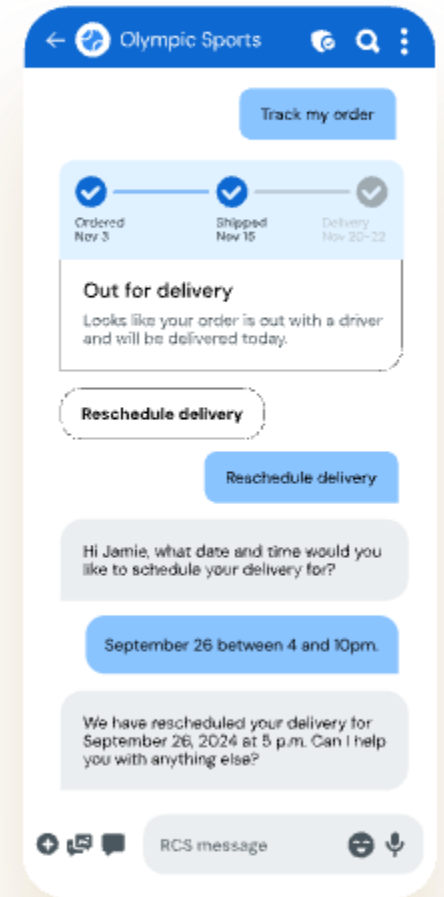 Olympic Sports
Track my order
Ordered
Nov 3
Shipped
Nov 15
Delivery
Nov 20-22
Out for delivery
Looks like your order is out with a driver
and will be delivered today.
Reschedule delivery
Reschedule delivery
Hi Jamie, what date and time would you
like to schedule your delivery for?
September 26 between 4 and 10pm.
We have rescheduled your delivery for
September 26, 2024 at 5 p.m. Can I help
you with anything else?
RCS message